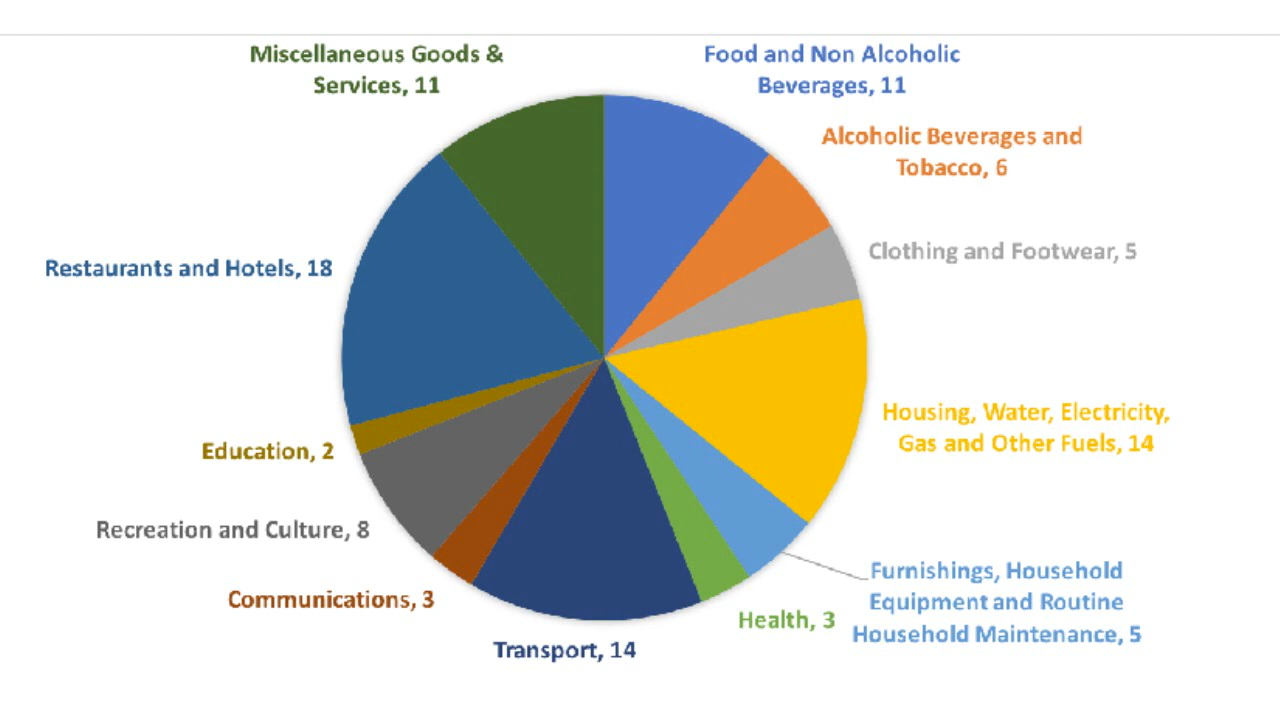 Miscellaneous Goods &
Services, 11
Food and Non Alcoholic
Beverages, 11
Alcoholic Beverages and
Tobacco, 6
Clothing and Footwear, 5
Restaurants and Hotels, 18
Housing, Water, Electricity,
Gas and Other Fuels, 14
Education, 2
Recreation and Culture, 8
Furnishings, Household
Equipment and Routine
Household Maintenance, 5
Communications, 3
Health, 3
Transport, 14